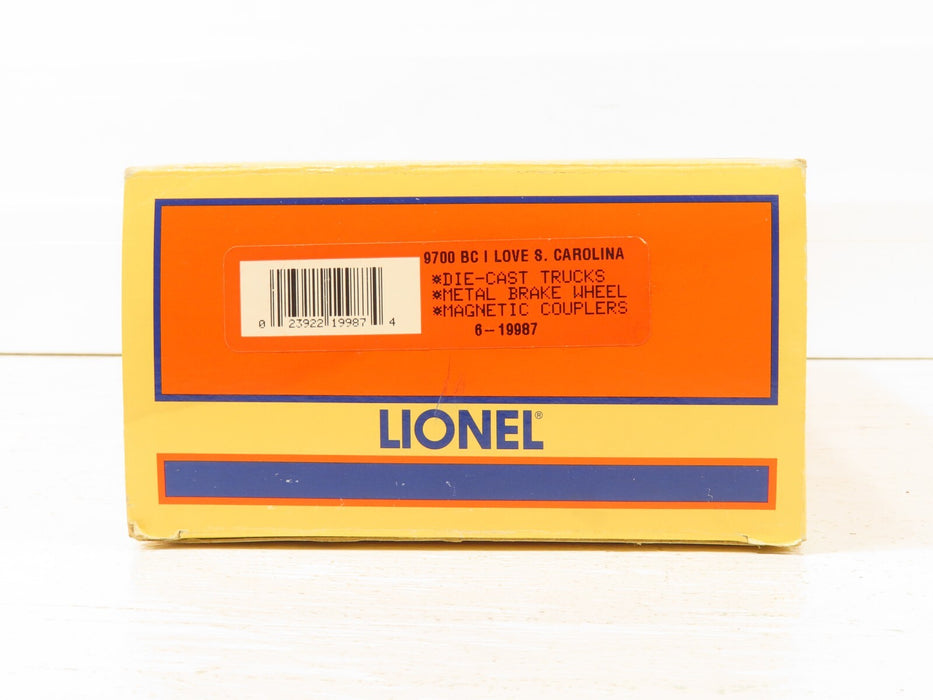 9700 BC I LOVE S. CAROLINA
*DIE-CAST TRUCKS
*METAL BRAKE WHEEL
*MAGNETIC COUPLERS
6-19987
0 23922 19987 4
LIONEL®